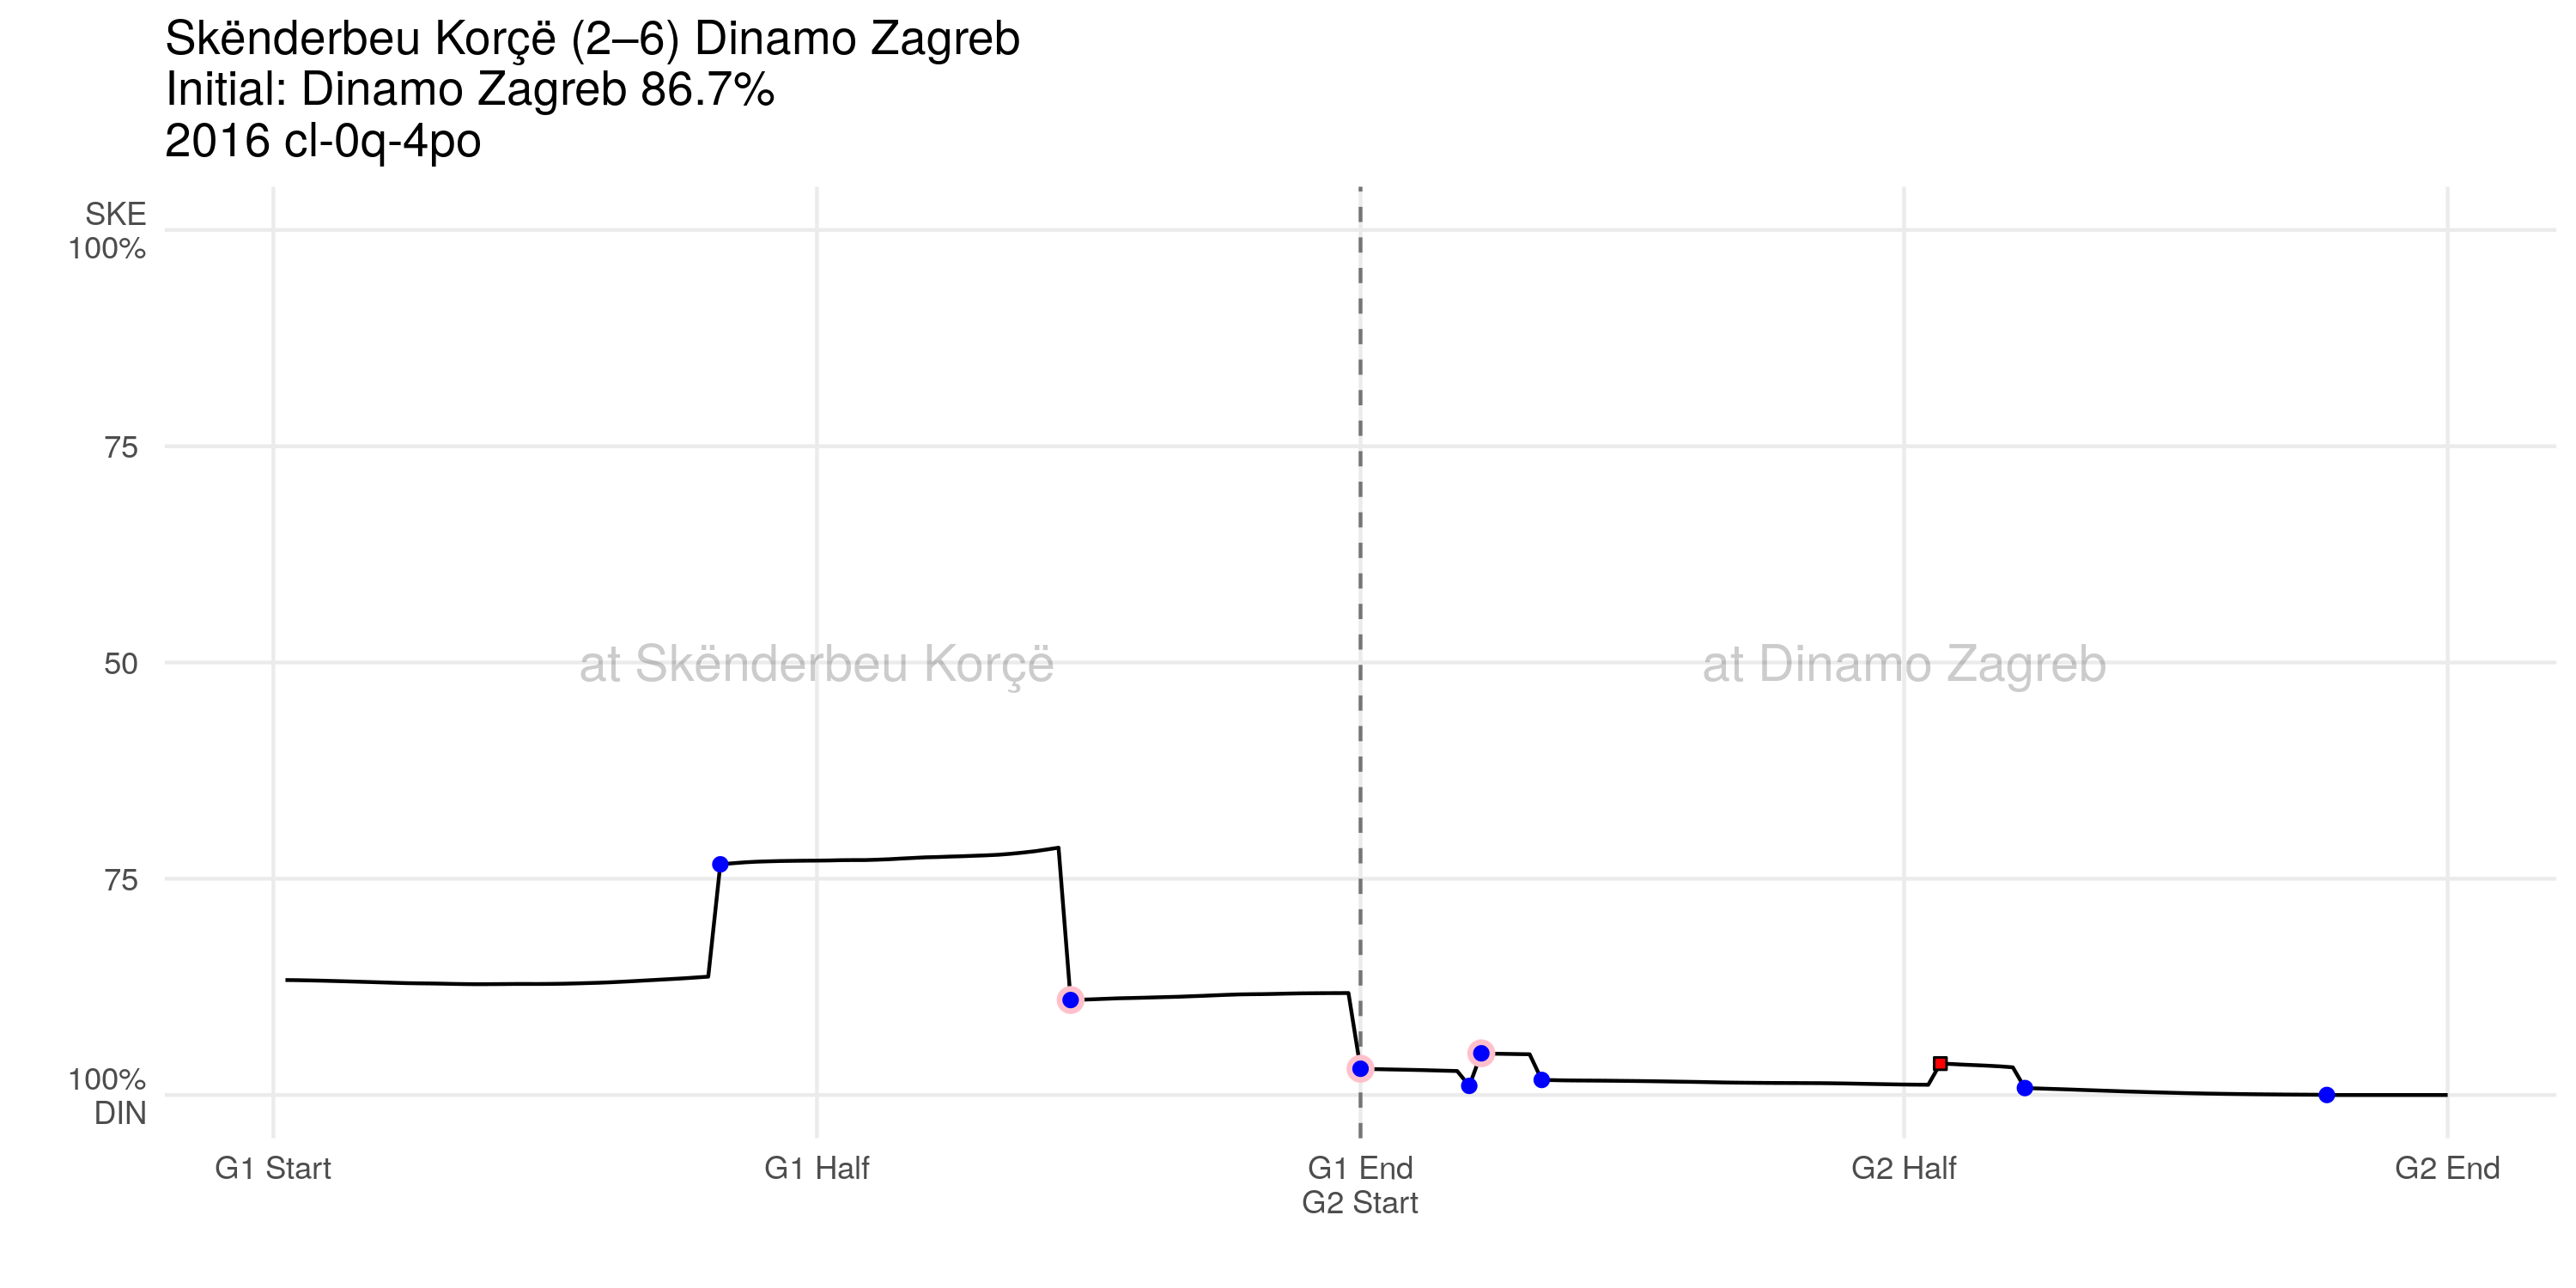 Skënderbeu Korçë (2–6) Dinamo Zagreb
Initial: Dinamo Zagreb 86.7%
2016 cl-0q-4po
SKE
100%
75
50
75
100%
DIN
at Skënderbeu Korçë
at Dinamo Zagreb
G1 Start
G1 Half
G1 End
G2 Start
G2 Half
G2 End